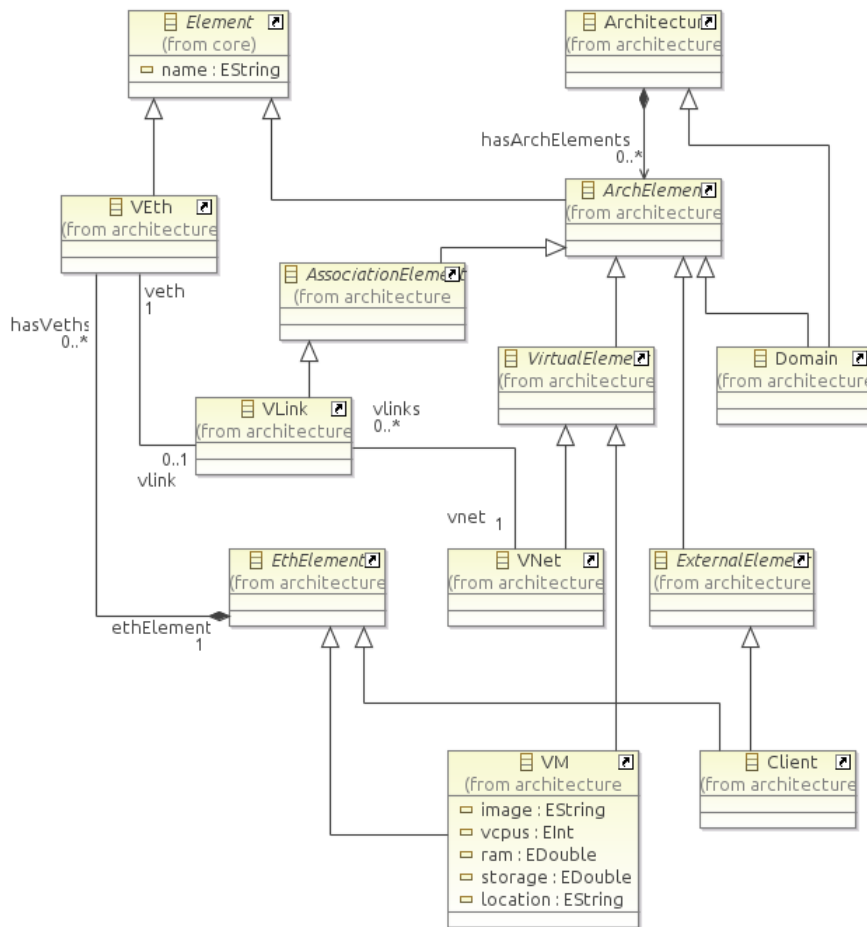 Element
(from core)
name : EString
Architectur
(from architecture
hasArchElements
0..*
ArchElemen
(from architecture
VEth
(from architecture
AssociationElement
(from architecture
veth
1
hasVeths
0..*
VirtualElemen
(from architecture
Domain
(from architecture
VLink
(from architecture
vlinks
0..*
0..1
vlink
vnet
1
EthElement
(from architecture
VNet
(from architecture
ExternalElemer
(from architecture
ethElement
1
VM
(from architecture
image : EString
vcpus : EInt
ram : EDouble
storage : EDouble
location : EString
Client
(from architecture